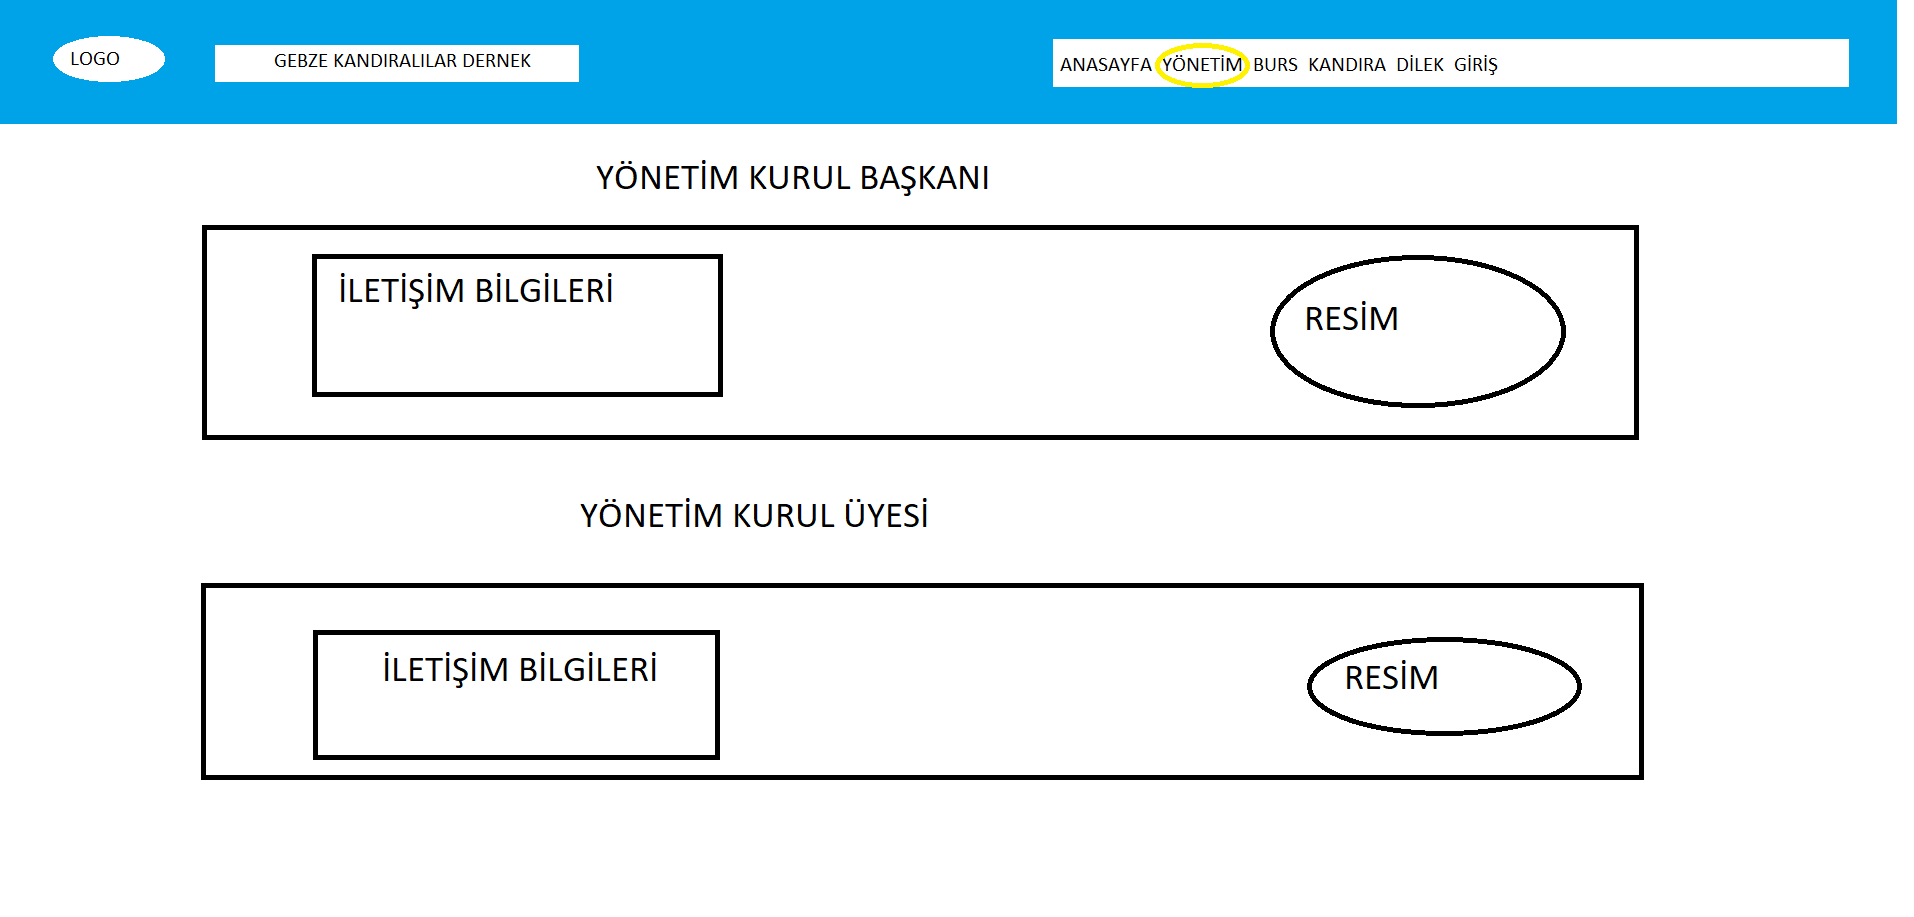 LOGO
GEBZE KANDIRALILAR DERNEK
ANASAYFA YÖNETİM BURS KANDIRA DİLEK GİRİŞ
YÖNETİM KURUL BAŞKANI
İLETİŞİM BİLGİLERİ
RESİM
YÖNETİM KURUL ÜYESİ
İLETİŞİM BİLGİLERİ
RESİM